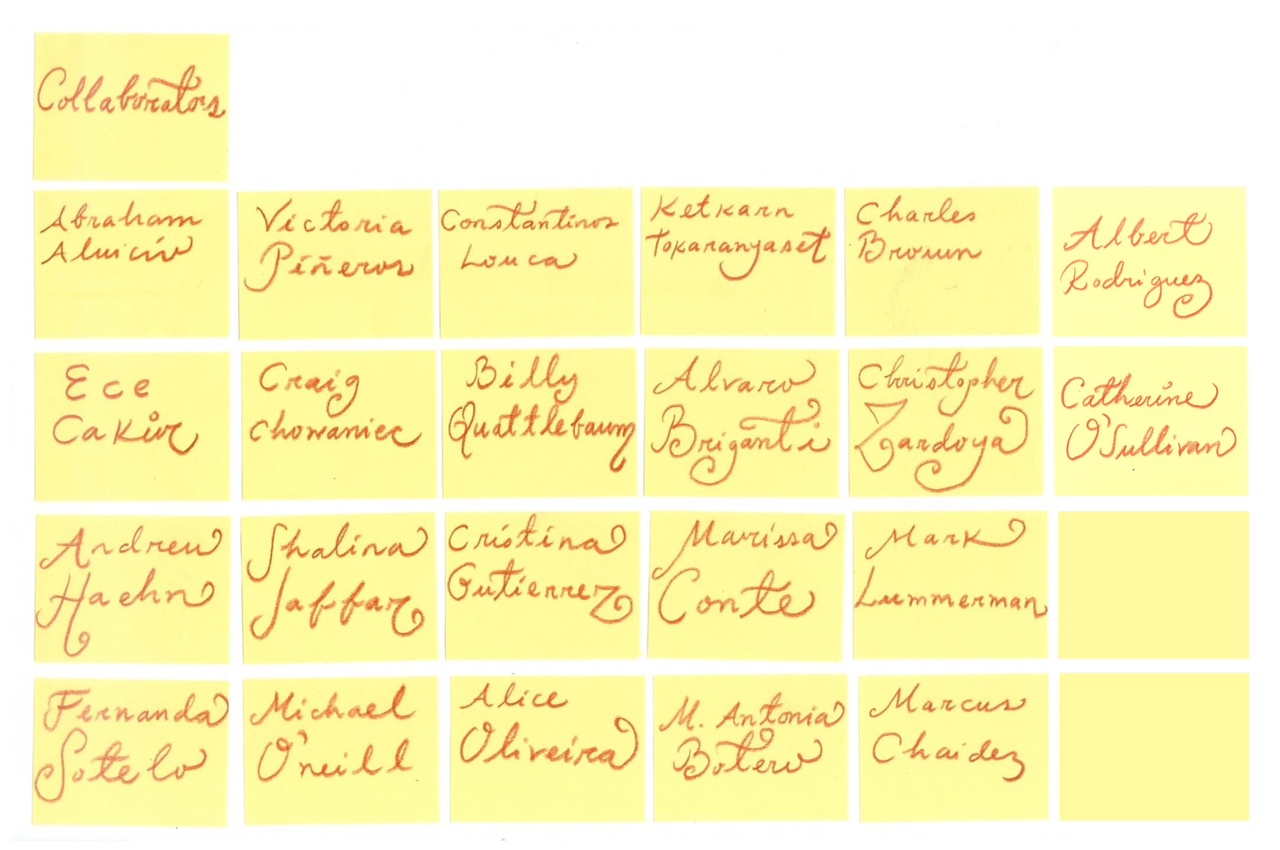 Collaborators
Abraham
Victoria
Piñeros
Constantinos
Louca
Ketkarn
Tokaranyaset
Charles
Brown
Albert
Rodriguez
Ece
Cakır
Craig
Chowaniec
Billy
Quattlebaum
Alvaro
Briganti
Christopher
Zardoya
Catherine
O'Sullivan
Andrew
Haehn
Shalina
Jaffar
Cristina
Gutierrez
Marissa
Conte
Mark
Lummerman
Fernanda
Sotelo
Michael
O'neill
Alice
Oliveira
M. Antonia
Botero
Marcus
Chaidez